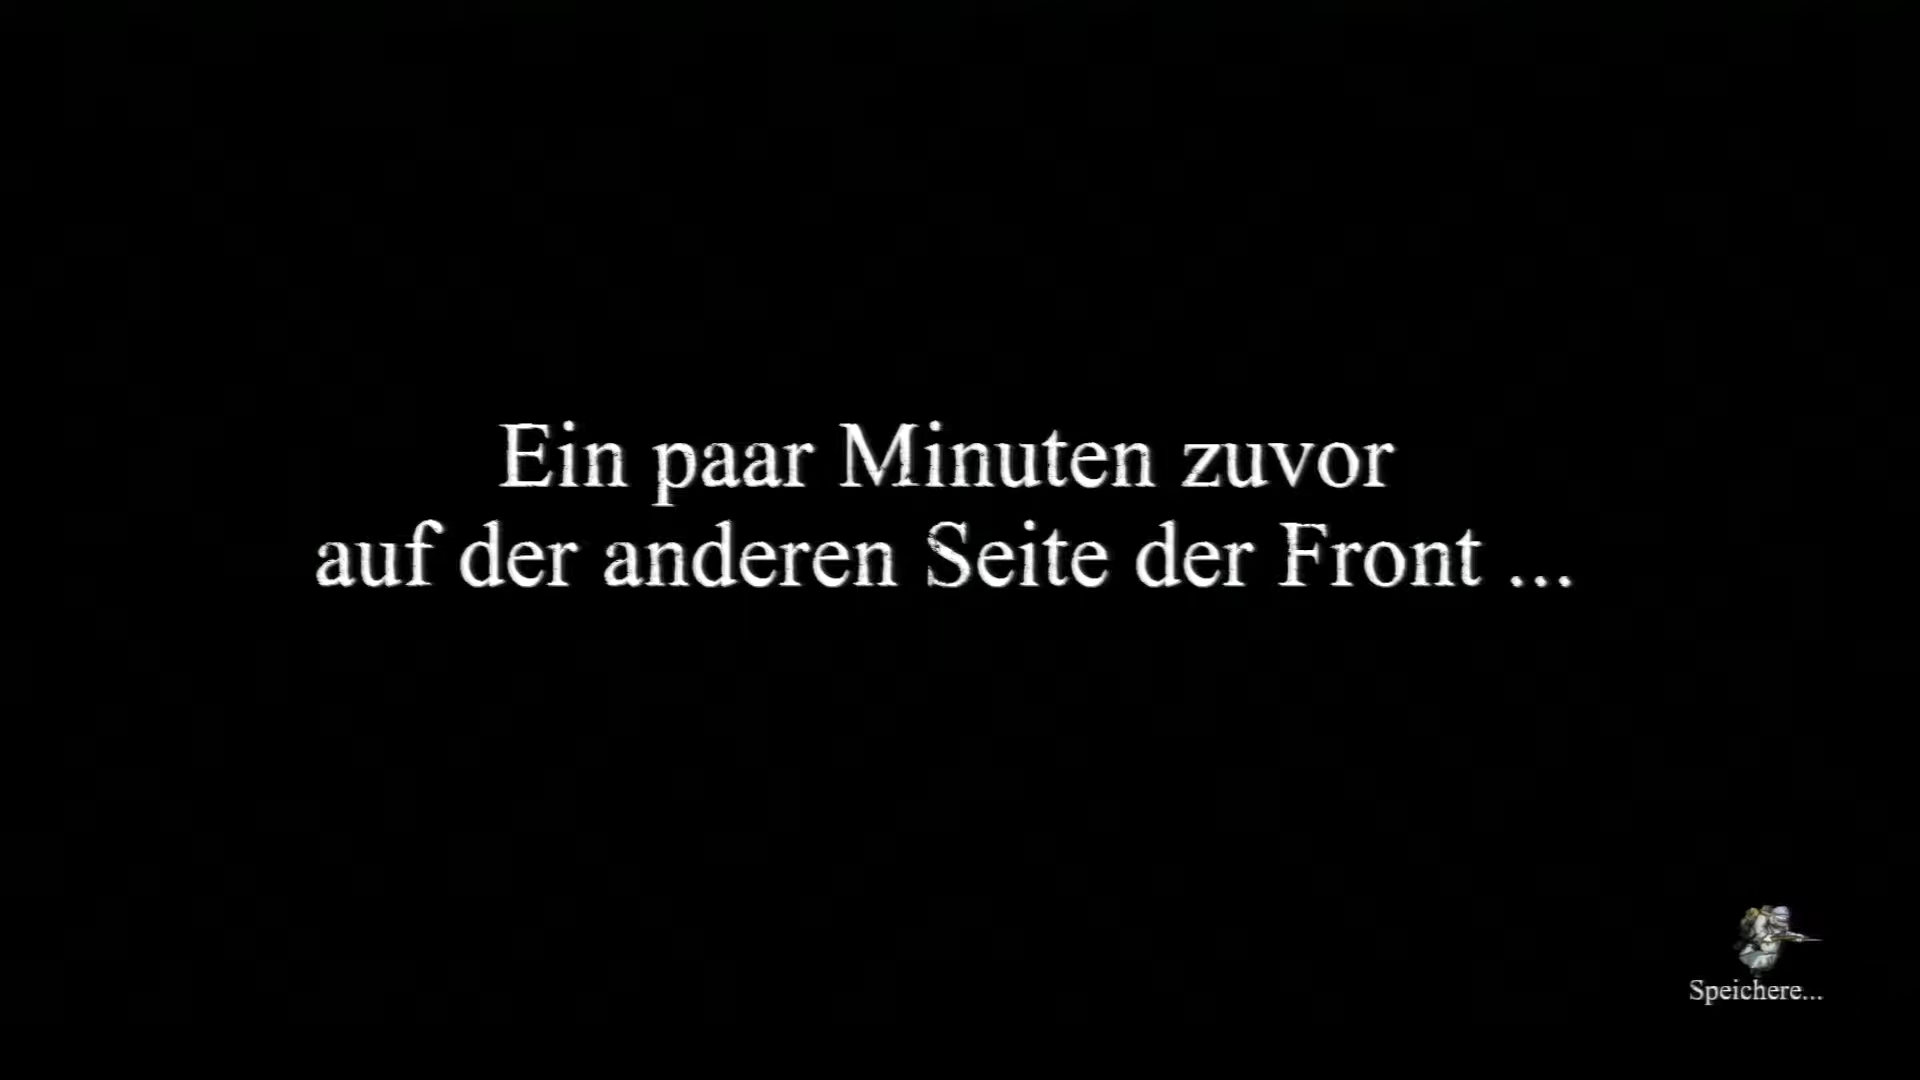 Ein paar Minuten zuvor
auf der anderen Seite der Front ...
Speichere...